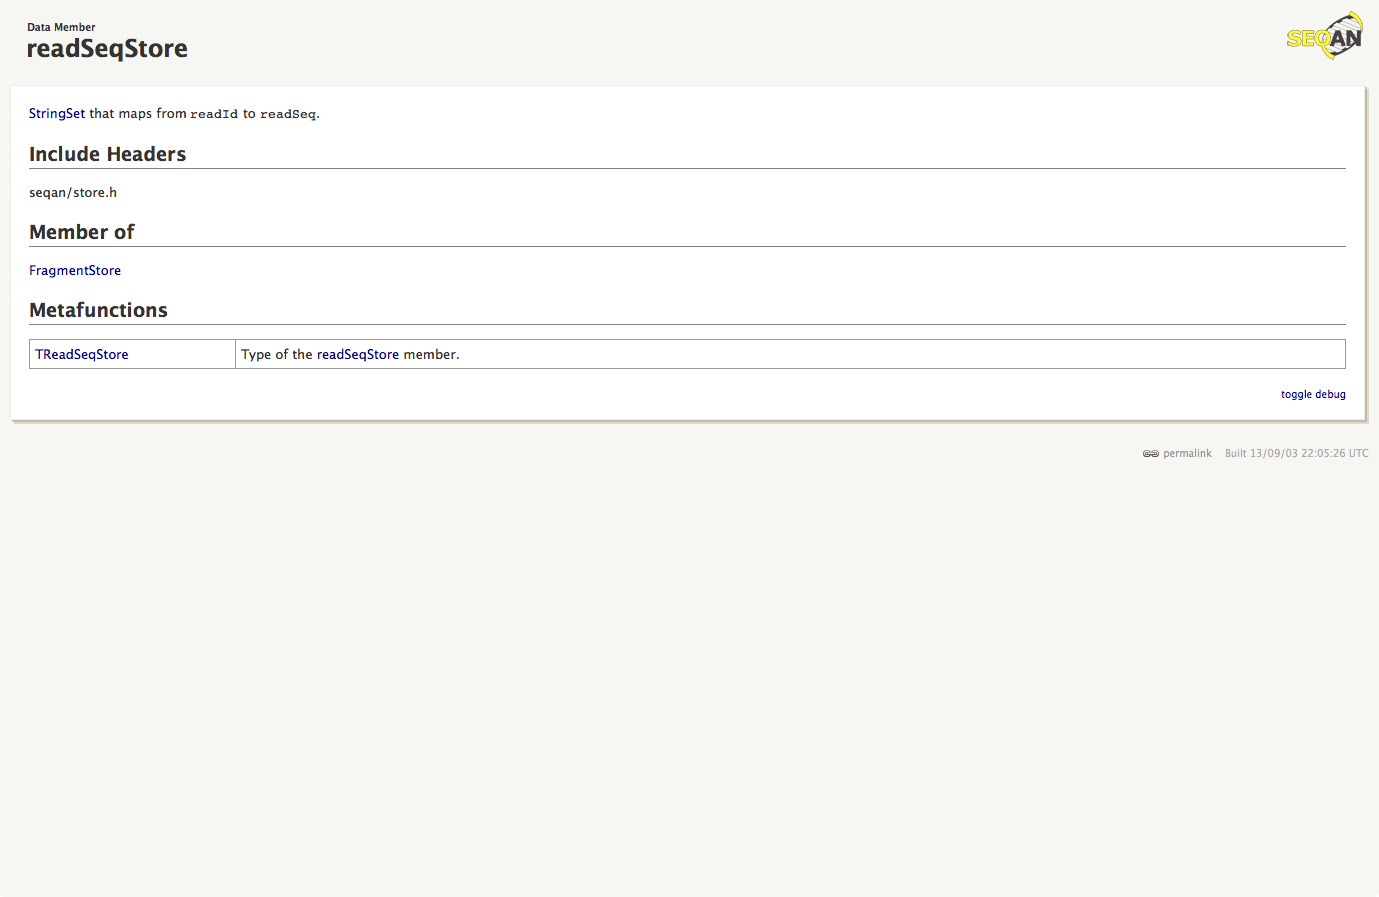 Data Member
readSeqStore
SEQAN
StringSet that maps from readId to readSeq.
Include Headers
seqan/store.h
Member of
FragmentStore
Metafunctions
TReadSeqStore Type of the readSeqStore member.
toggle debug
permalink Built 13/09/03 22:05:26 UTC